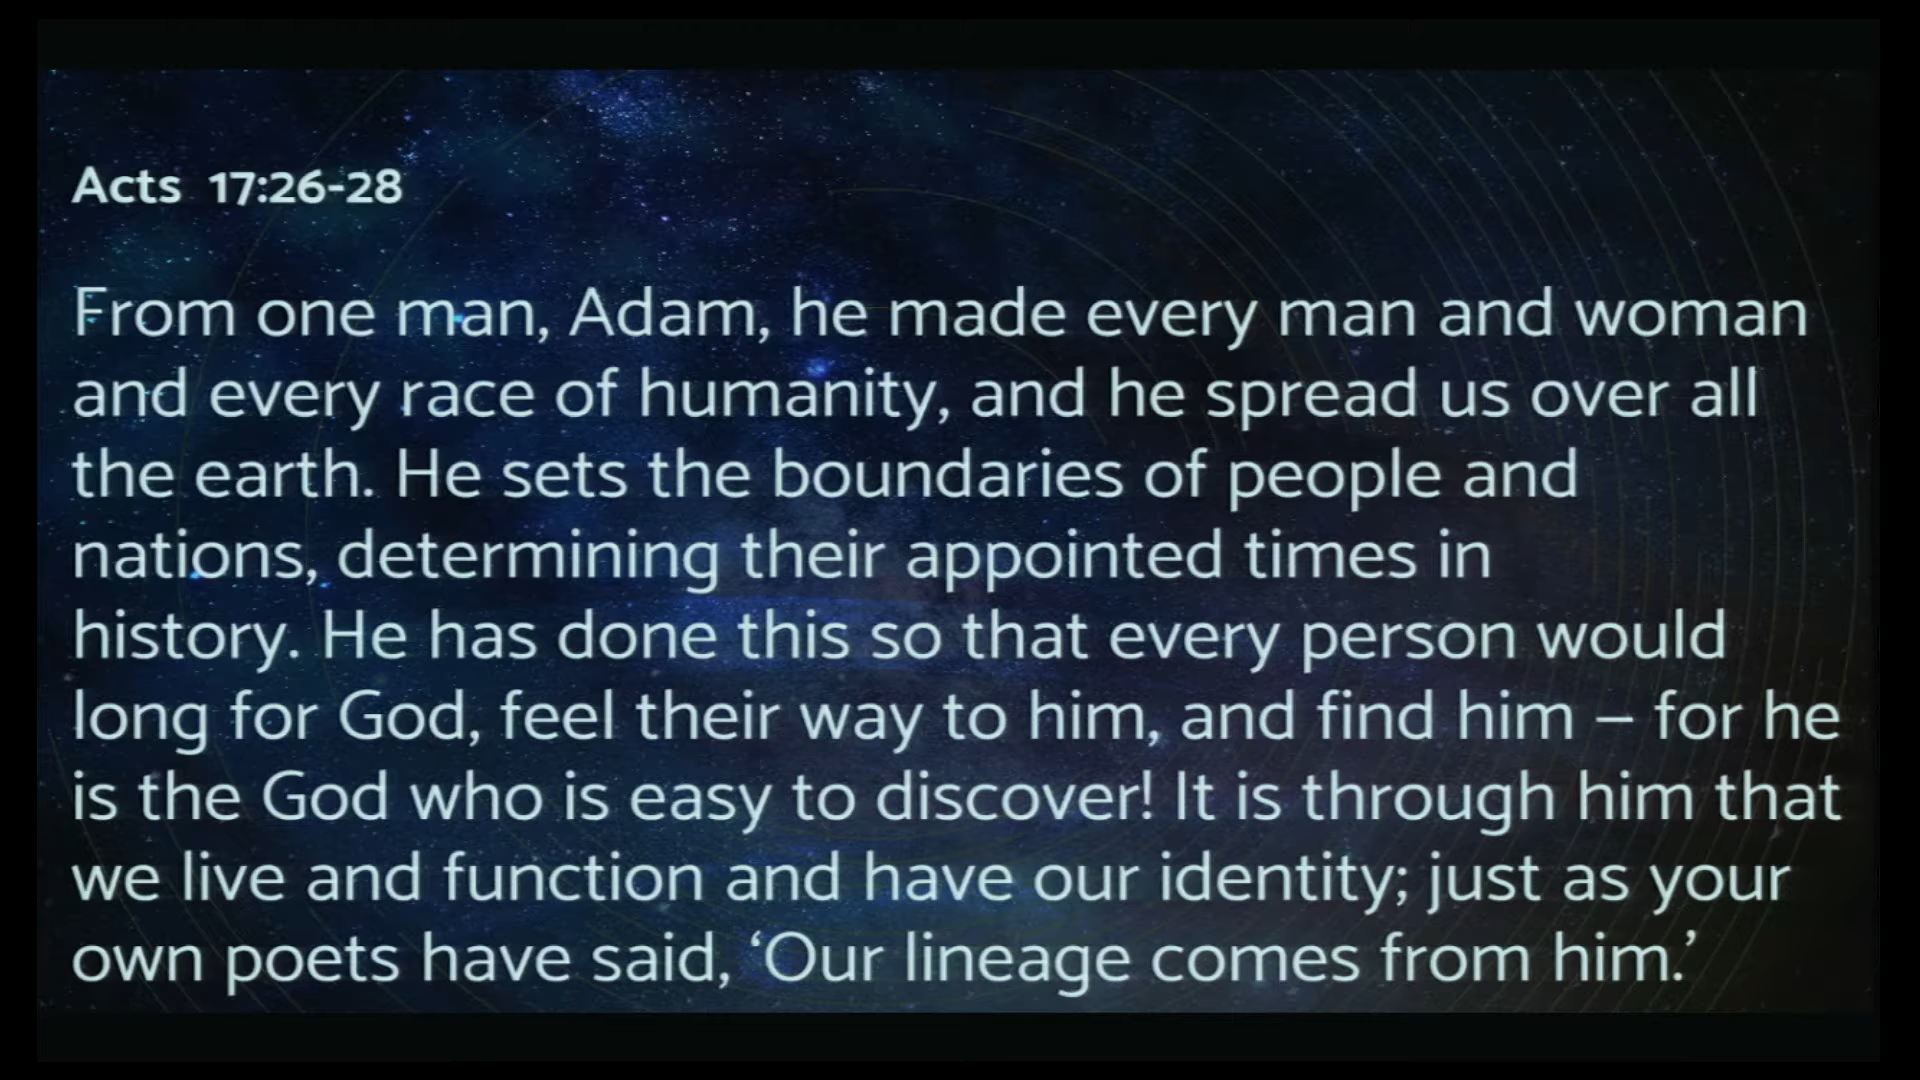 Acts 17:26-28
From one man, Adam, he made every man and woman
and every race of humanity, and he spread us over all
the earth. He sets the boundaries of people and
nations, determining their appointed times in
history. He has done this so that every person would
long for God, feel their way to him, and find him – for he
is the God who is easy to discover! It is through him that
we live and function and have our identity; just as your
own poets have said, ‘Our lineage comes from him.’